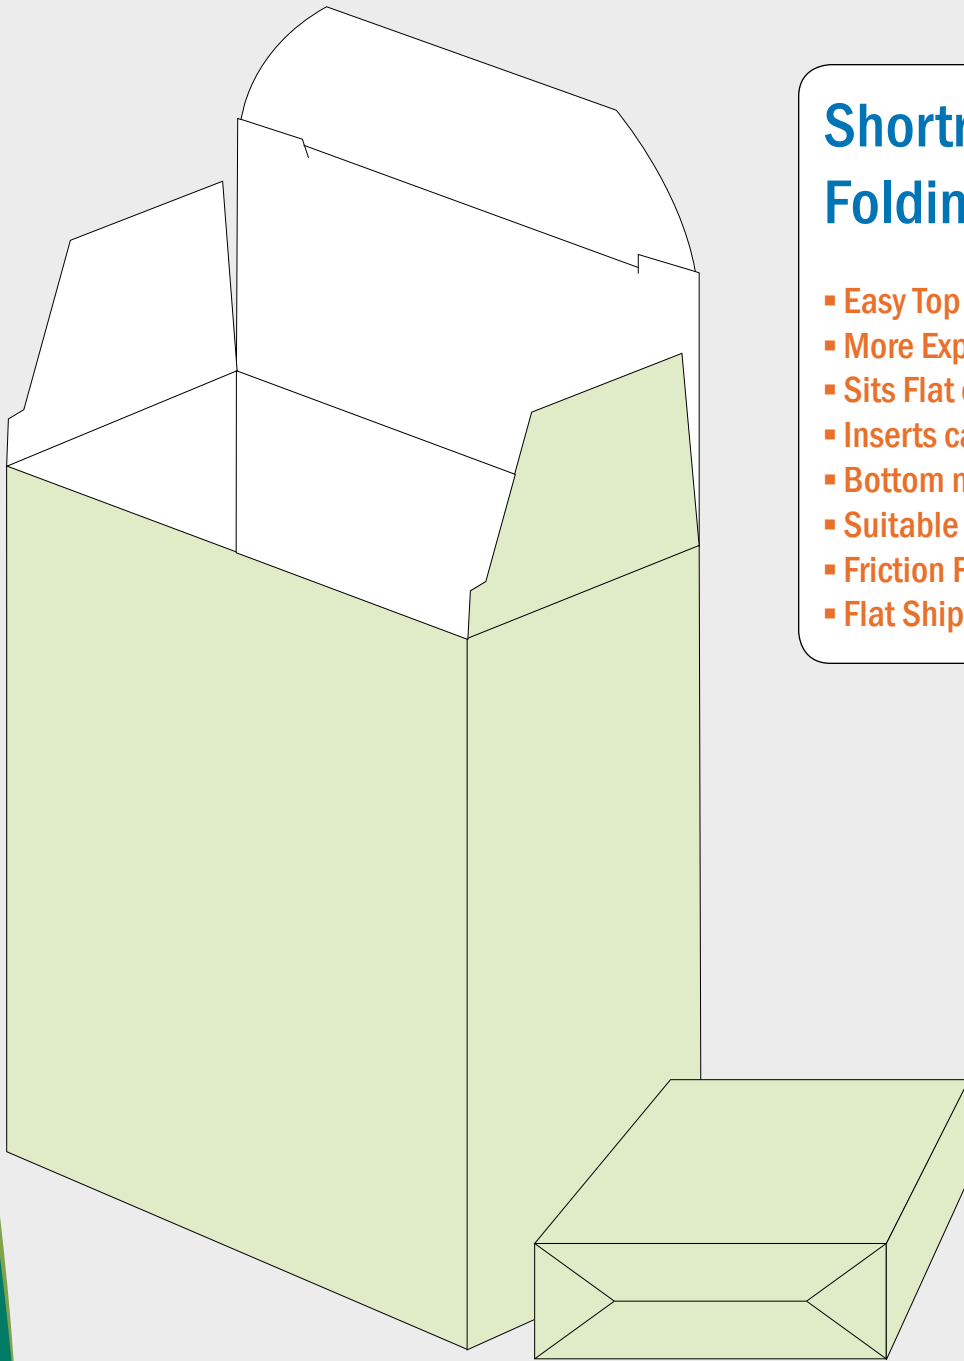 Shortr
Foldin
▪ Easy Top
▪ More Exp
▪ Sits Flat
▪ Inserts ca
▪ Bottom
▪ Suitable
▪ Friction F
▪ Flat Ship